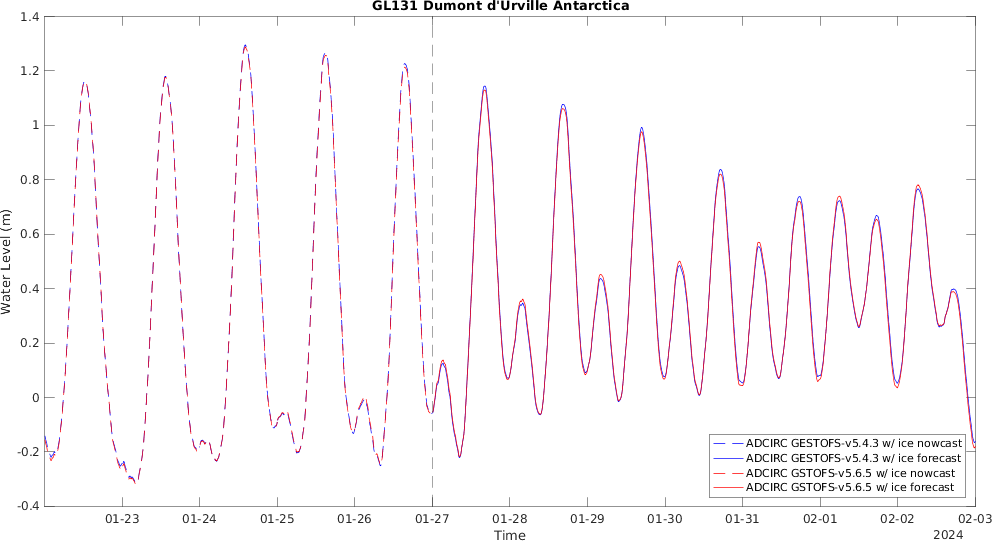 GL131 Dumont d'Urville Antarctica
1.4
1.2
1
0.8
0.6
0.4
0.2
0
-0.2
-0.4
Water Level (m)
01-23 01-24 01-25 01-26 01-27 01-28 01-29 01-30 01-31 02-01 02-02 02-03
Time
2024
ADCIRC GESTOFS-v5.4.3 w/ ice nowcast
ADCIRC GESTOFS-v5.4.3 w/ ice forecast
ADCIRC GSTOFS-v5.6.5 w/ ice nowcast
ADCIRC GSTOFS-v5.6.5 w/ ice forecast